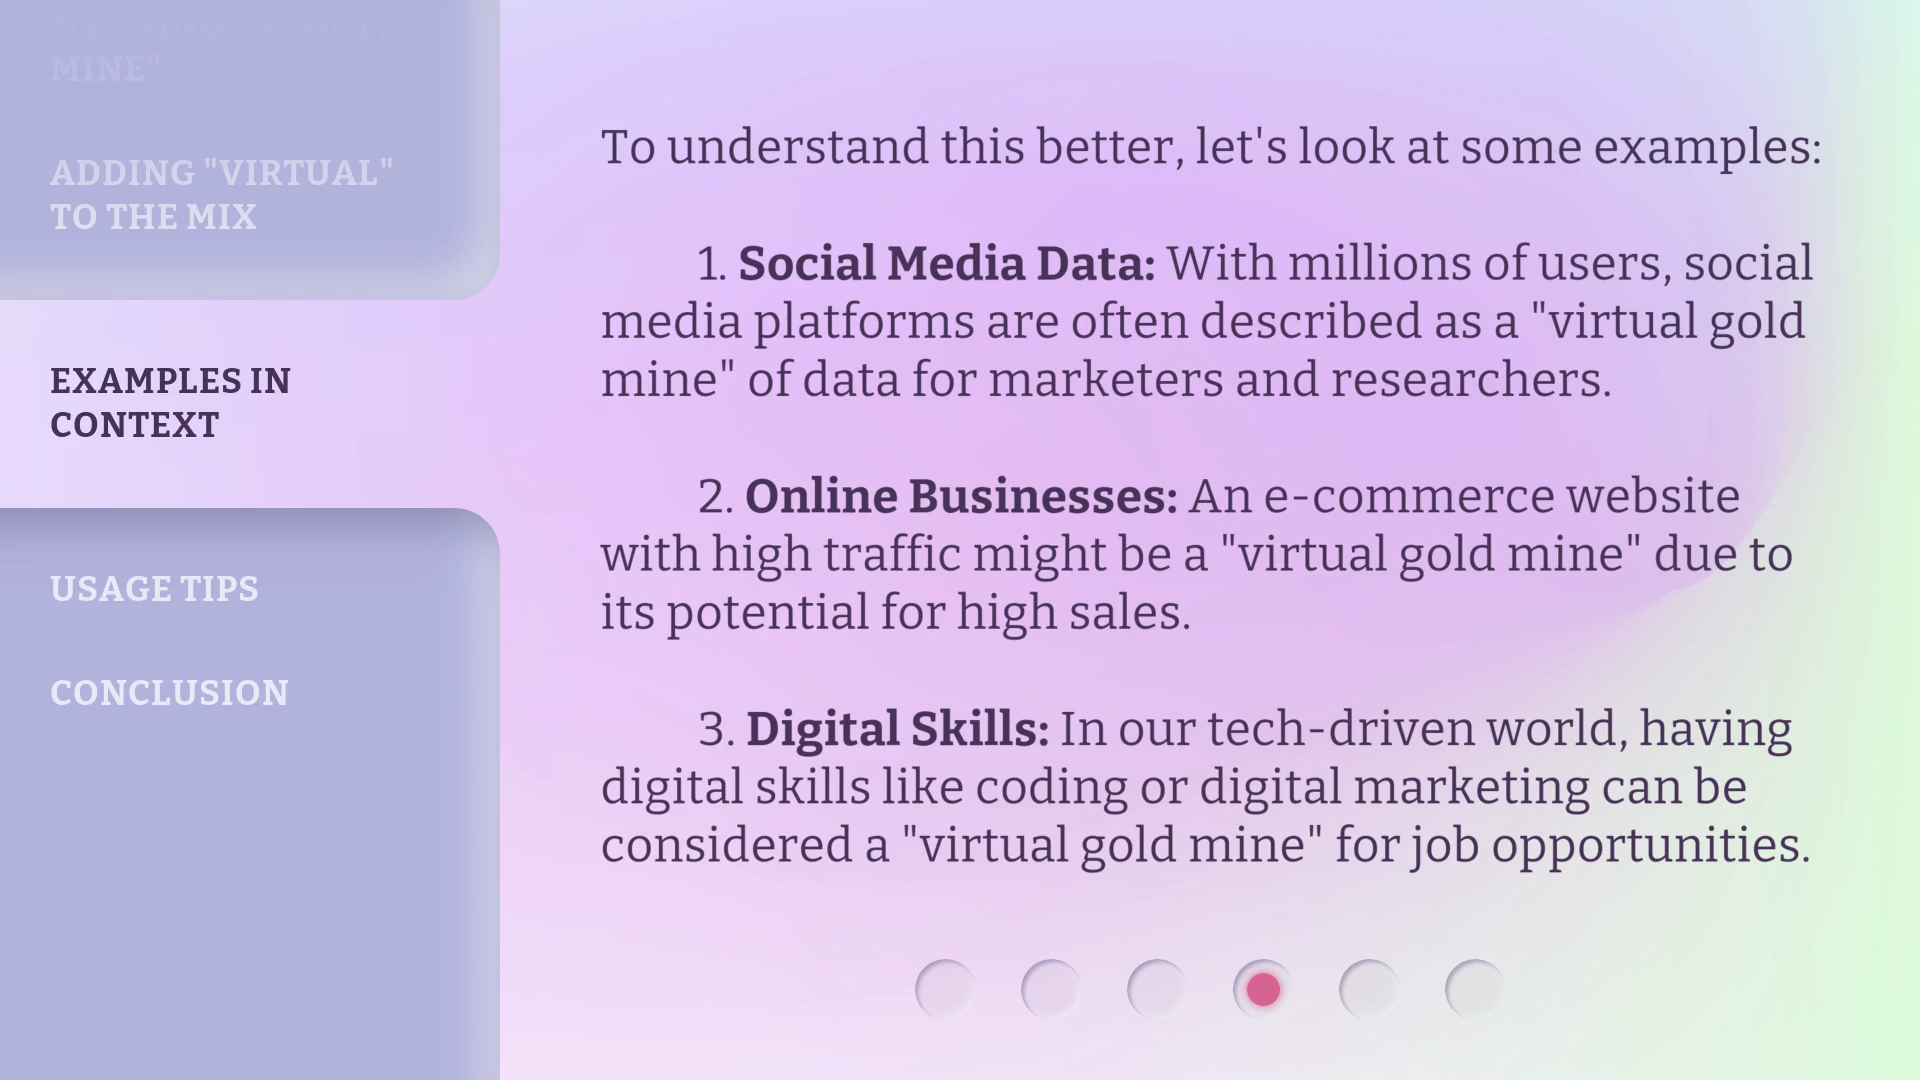 MEANING OF "GOLD
MINE"
ADDING "VIRTUAL"
TO THE MIX
EXAMPLES IN
CONTEXT
USAGE TIPS
CONCLUSION
To understand this better, let's look at some examples:
1. Social Media Data: With millions of users, social
media platforms are often described as a "virtual gold
mine" of data for marketers and researchers.
2. Online Businesses: An e-commerce website
with high traffic might be a "virtual gold mine" due to
its potential for high sales.
3. Digital Skills: In our tech-driven world, having
digital skills like coding or digital marketing can be
considered a "virtual gold mine" for job opportunities.